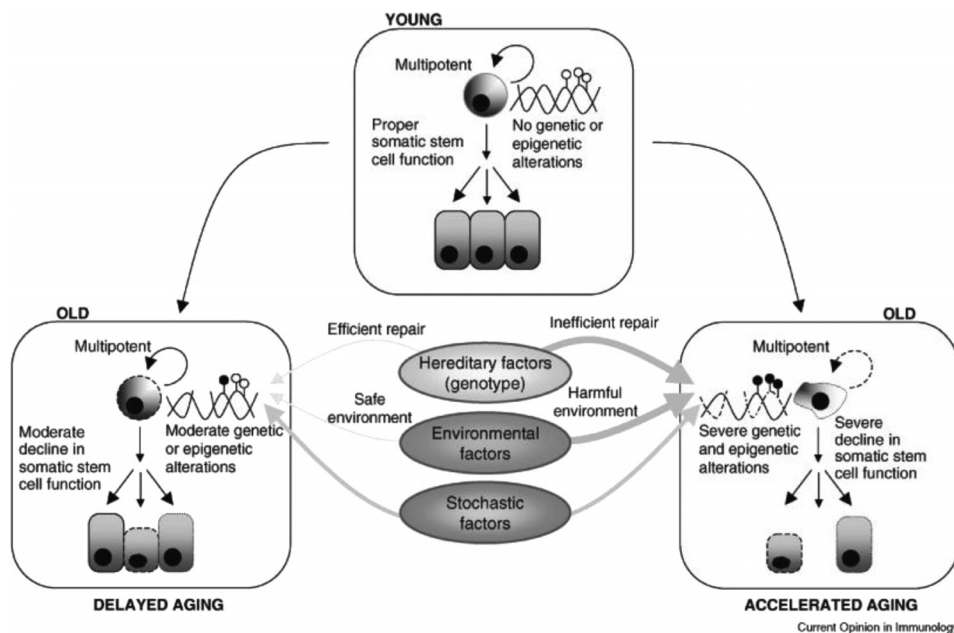 YOUNG
Multipotent
Proper
somatic stem
cell function
No genetic or
epigenetic
alterations
OLD
Multipotent
Moderate
decline in
somatic stem
cell function
Moderate genetic
or epigenetic
alterations
DELAYED AGING
Efficient repair
Inefficient repair
Hereditary factors
(genotype)
Safe
environment
Harmful
environment
Environmental
factors
Stochastic
factors
OLD
Multipotent
Severe genetic
and epigenetic
alterations
Severe
decline in
somatic stem
cell function
ACCELERATED AGING
Current Opinion in Immunology